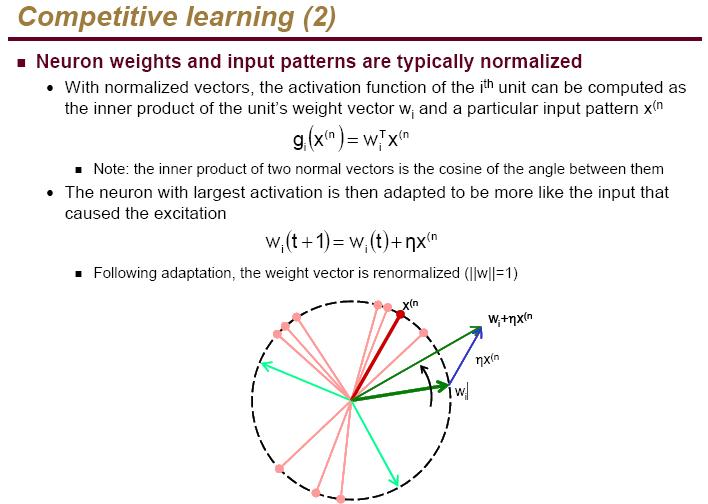 Competitive learning (2)
■ Neuron weights and input patterns are typically normalized
• With normalized vectors, the activation function of the iᵗʰ unit can be computed as
the inner product of the unit's weight vector wᵢ and a particular input pattern x⁽ⁿ
gᵢ(x⁽ⁿ) = wᵢᵀx⁽ⁿ
■ Note: the inner product of two normal vectors is the cosine of the angle between them
• The neuron with largest activation is then adapted to be more like the input that
caused the excitation
wᵢ(t+1) = wᵢ(t) + ηx⁽ⁿ
■ Following adaptation, the weight vector is renormalized (||w||=1)
x⁽ⁿ
wᵢ+ηx⁽ⁿ
ηx⁽ⁿ
wᵢ